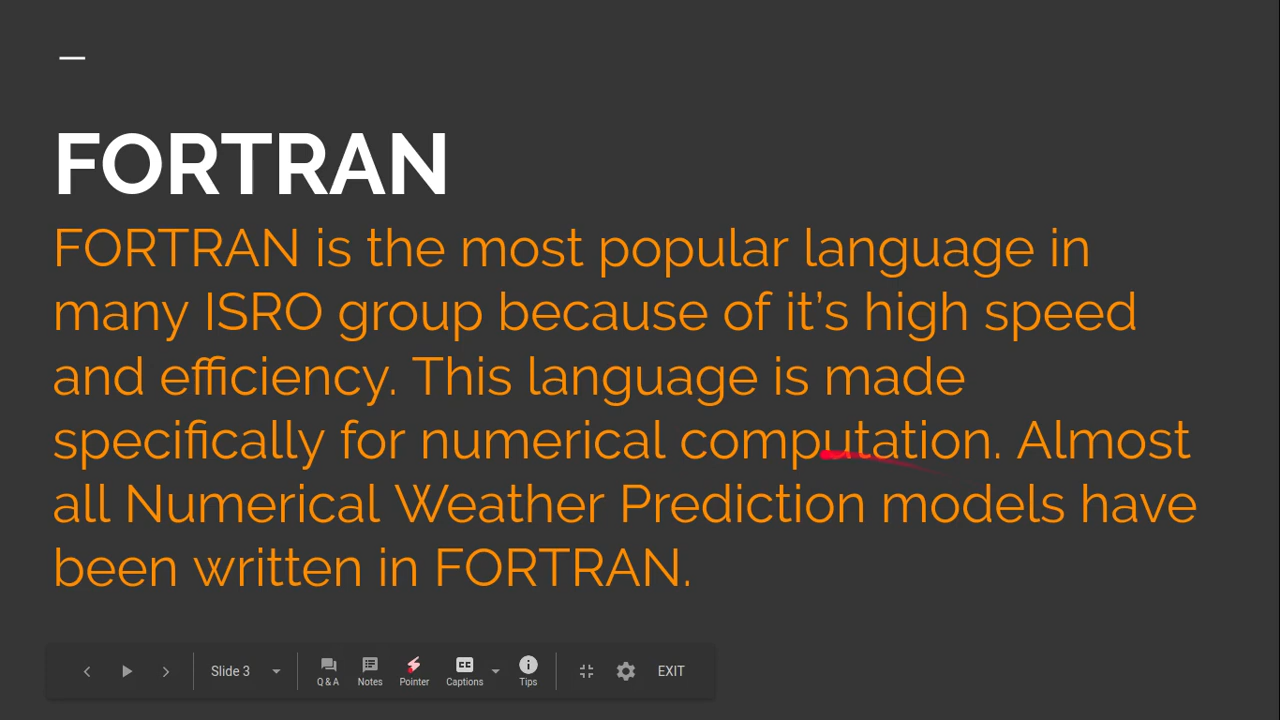 FORTRAN
FORTRAN is the most popular language in
many ISRO group because of it’s high speed
and efficiency. This language is made
specifically for numerical computation. Almost
all Numerical Weather Prediction models have
been written in FORTRAN.
Slide 3 Q & A Notes Pointer CC Captions Tips EXIT